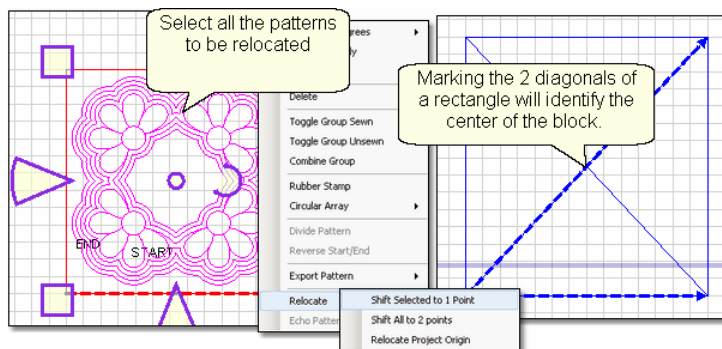 Select all the patterns
to be relocated
Delete
Toggle Group Sewn
Toggle Group Unsewn
Combine Group
Rubber Stamp
Circular Array
Divide Pattern
Reverse Start/End
Export Pattern
Relocate
Echo Patter
Shift Selected to 1 Point
Shift All to 2 points
Relocate Project Origin
END
START
Marking the 2 diagonals of
a rectangle will identify the
center of the block.